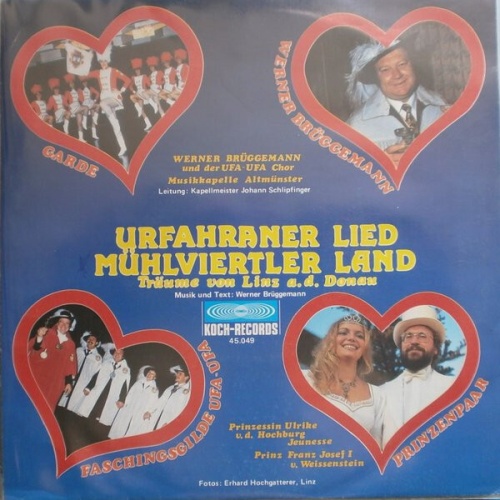 GARDE
WERNER BRÜGGEMANN
WERNER BRÜGGEMANN
und der UFA-UFA Chor
Musikkapelle Altmünster
Leitung: Kapellmeister Johann Schlipfinger
URFAHRANER LIED
MÜHLVIERTLER LAND
Träume von Linz a.d. Donau
Musik und Text: Werner Brüggemann
KOCH-RECORDS
45.049
FASCHINGSGILDE UFA-UFA
PRINZENPAAR
Prinzessin Ulrike
v.d. Hochburg
Jeunesse
Prinz Franz Josef I
v. Weissenstein
Fotos: Erhard Hochgatterer, Linz